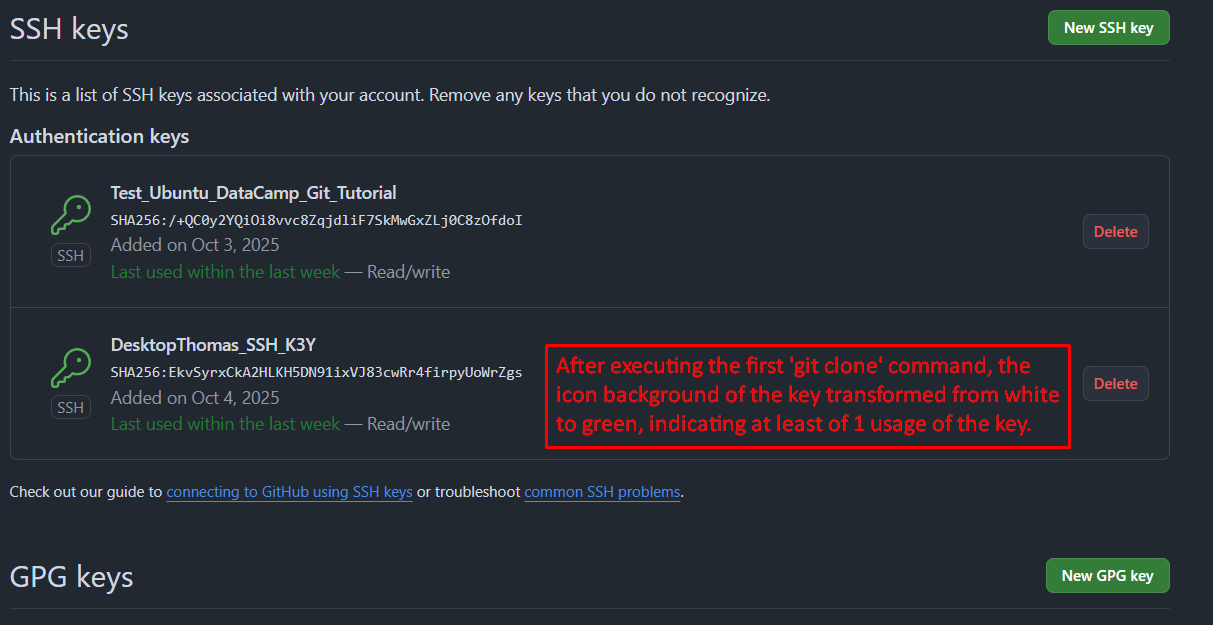 SSH keys
New SSH key
This is a list of SSH keys associated with your account. Remove any keys that you do not recognize.
Authentication keys
Test_Ubuntu_DataCamp_Git_Tutorial
SHA256:/+QC0y2YQiOi8vvc8ZqjdliF7SkMwGxZLj0C8zOfdoI
SSH
Added on Oct 3, 2025
Last used within the last week — Read/write
Delete
DesktopThomas_SSH_K3Y
SHA256:EkvSyrxCkA2HLKH5DN91ixVJ83cwRr4firpyUoWrZgs
SSH
Added on Oct 4, 2025
Last used within the last week — Read/write
After executing the first 'git clone' command, the
icon background of the key transformed from white
to green, indicating at least of 1 usage of the key.
Delete
Check out our guide to connecting to GitHub using SSH keys or troubleshoot common SSH problems.
GPG keys
New GPG key